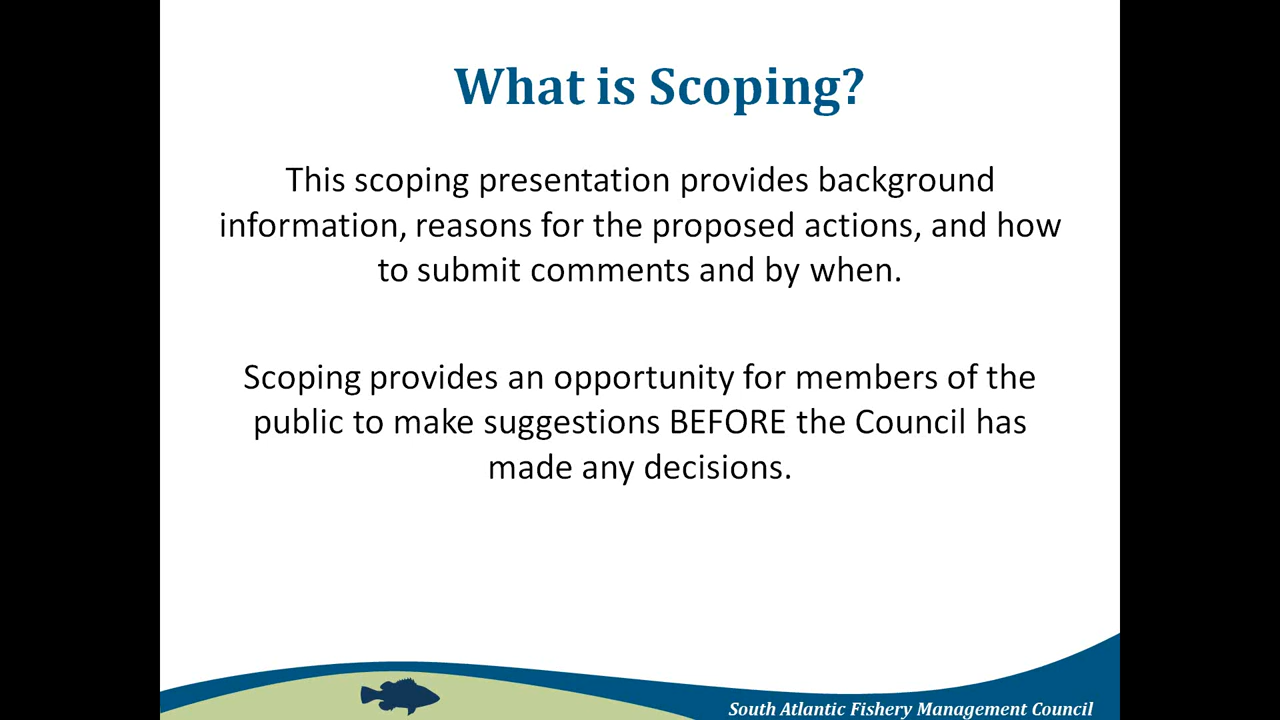 What is Scoping?
This scoping presentation provides background
information, reasons for the proposed actions, and how
to submit comments and by when.
Scoping provides an opportunity for members of the
public to make suggestions BEFORE the Council has
made any decisions.
South Atlantic Fishery Management Council